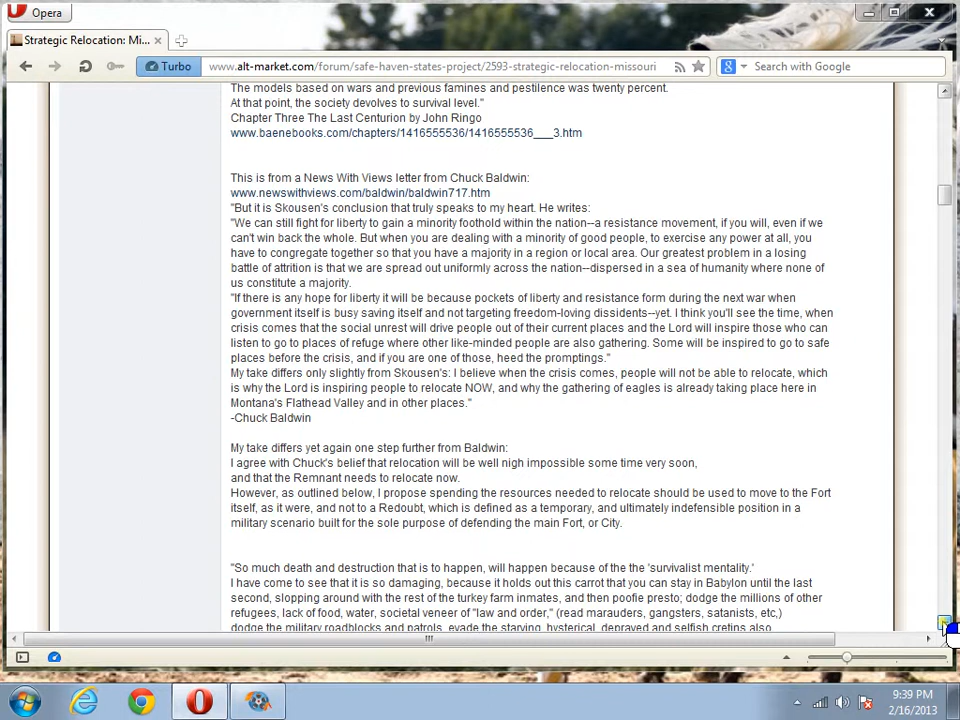 Opera
Strategic Relocation: Mi...
Turbo
www.alt-market.com/forum/safe-haven-states-project/2593-strategic-relocation-missouri
Search with Google
The models based on wars and previous famines and pestilence was twenty percent.
At that point, the society devolves to survival level."
Chapter Three The Last Centurion by John Ringo
www.baenebooks.com/chapters/1416555536/1416555536___3.htm
This is from a News With Views letter from Chuck Baldwin:
www.newswithviews.com/baldwin/baldwin717.htm
"But it is Skousen's conclusion that truly speaks to my heart. He writes:
"We can still fight for liberty to gain a minority foothold within the nation--a resistance movement, if you will, even if we
can't win back the whole. But when you are dealing with a minority of good people, to exercise any power at all, you
have to congregate together so that you have a majority in a region or local area. Our greatest problem in a losing
battle of attrition is that we are spread out uniformly across the nation--dispersed in a sea of humanity where none of
us constitute a majority.
"If there is any hope for liberty it will be because pockets of liberty and resistance form during the next war when
government itself is busy saving itself and not targeting freedom-loving dissidents--yet. I think you'll see the time, when
crisis comes that the social unrest will drive people out of their current places and the Lord will inspire those who can
listen to go to places of refuge where other like-minded people are also gathering. Some will be inspired to go to safe
places before the crisis, and if you are one of those, heed the promptings."
My take differs only slightly from Skousen's: I believe when the crisis comes, people will not be able to relocate, which
is why the Lord is inspiring people to relocate NOW, and why the gathering of eagles is already taking place here in
Montana's Flathead Valley and in other places."
-Chuck Baldwin
My take differs yet again one step further from Baldwin:
I agree with Chuck's belief that relocation will be well nigh impossible some time very soon,
and that the Remnant needs to relocate now.
However, as outlined below, I propose spending the resources needed to relocate should be used to move to the Fort
itself, as it were, and not to a Redoubt, which is defined as a temporary, and ultimately indefensible position in a
military scenario built for the sole purpose of defending the main Fort, or City.
"So much death and destruction that is to happen, will happen because of the the 'survivalist mentality.'
I have come to see that it is so damaging, because it holds out this carrot that you can stay in Babylon until the last
second, slopping around with the rest of the turkey farm inmates, and then poofie presto; dodge the millions of other
refugees, lack of food, water, societal veneer of "law and order," (read marauders, gangsters, satanists, etc,)
dodge the military roadblocks and patrols, evade the starving, hysterical, depraved and selfish cretins also
9:39 PM
2/16/2013